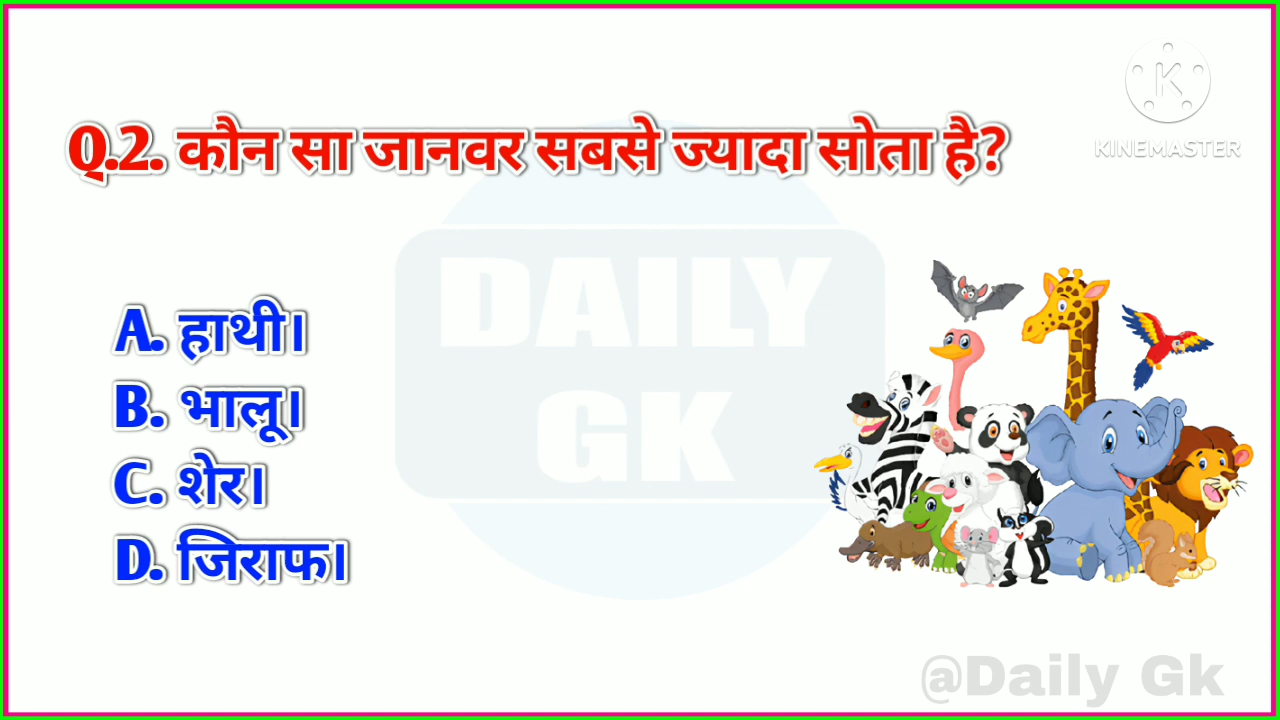 KINEMASTER
Q.2. कौन सा जानवर सबसे ज्यादा सोता है?
DAILY
GK
A. हाथी।
B. भालू।
C. शेर।
D. जिराफ।
@Daily Gk